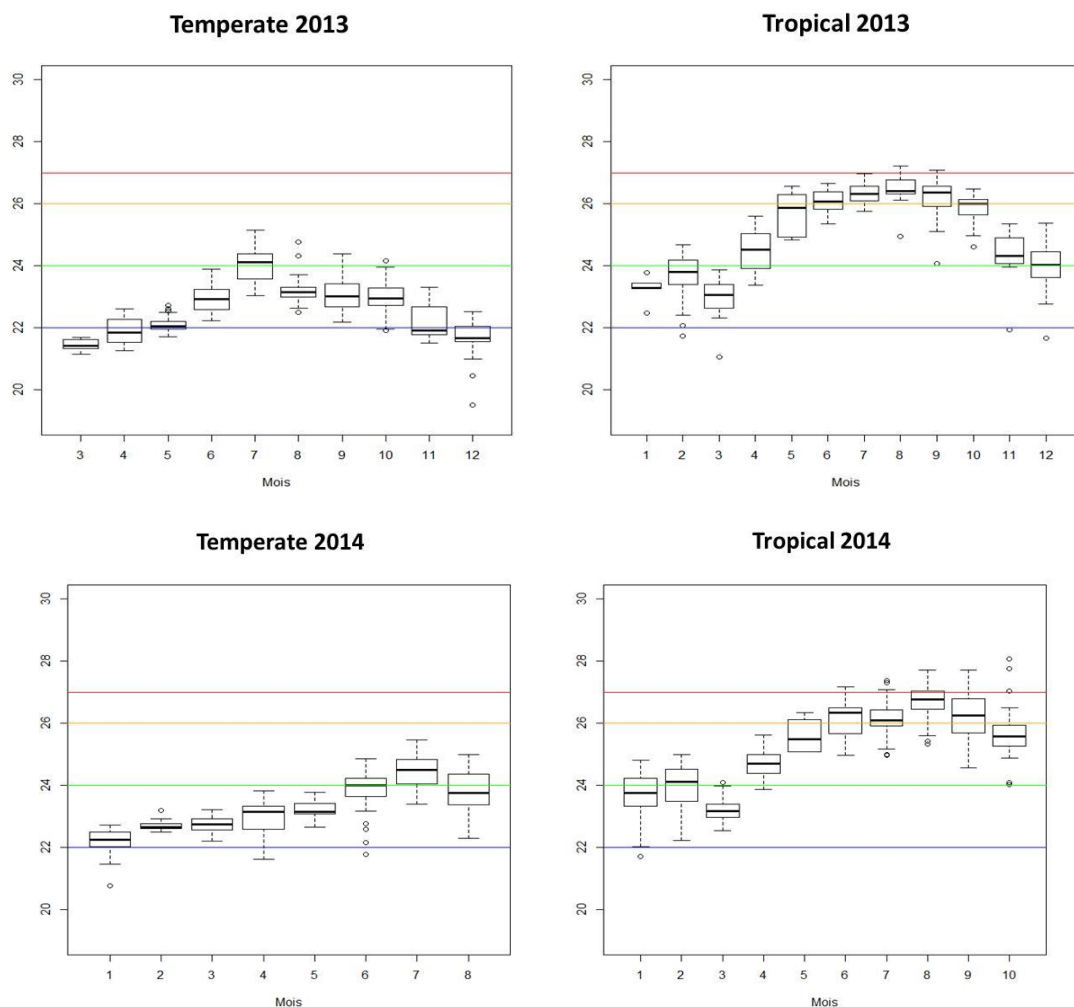 Temperate 2013
30
28
26
24
22
20
3 4 5 6 7 8 9 10 11 12
Mois
Tropical 2013
30
28
26
24
22
20
1 2 3 4 5 6 7 8 9 10 11 12
Mois
Temperate 2014
30
28
26
24
22
20
1 2 3 4 5 6 7 8
Mois
Tropical 2014
30
28
26
24
22
20
1 2 3 4 5 6 7 8 9 10
Mois